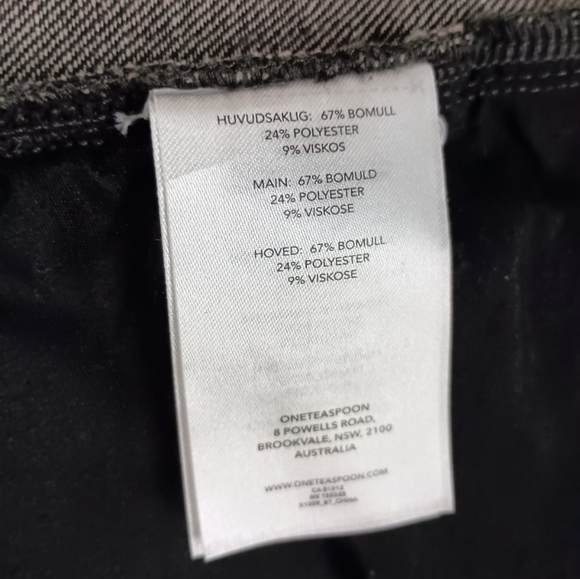 HUVUDSAKLIG: 67% BOMULL
24% POLYESTER
9% VISKOS
MAIN: 67% BOMULD
24% POLYESTER
9% VISKOSE
HOVED: 67% BOMULL
24% POLYESTER
9% VISKOSE
ONETEASPOON
8 POWELLS ROAD,
BROOKVALE, NSW, 2100
AUSTRALIA
WWW.ONETEASPOON.COM